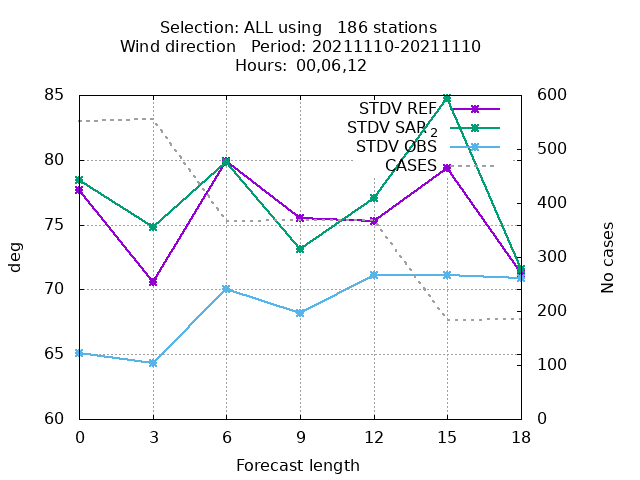 Selection: ALL using   186 stations
Wind direction   Period: 20211110-20211110
Hours:  00,06,12
85
80
75
70
65
60
600
500
400
300
200
100
0
STDV REF
STDV SAR 2
STDV OBS
CASES
deg
No cases
0 3 6 9 12 15 18
Forecast length